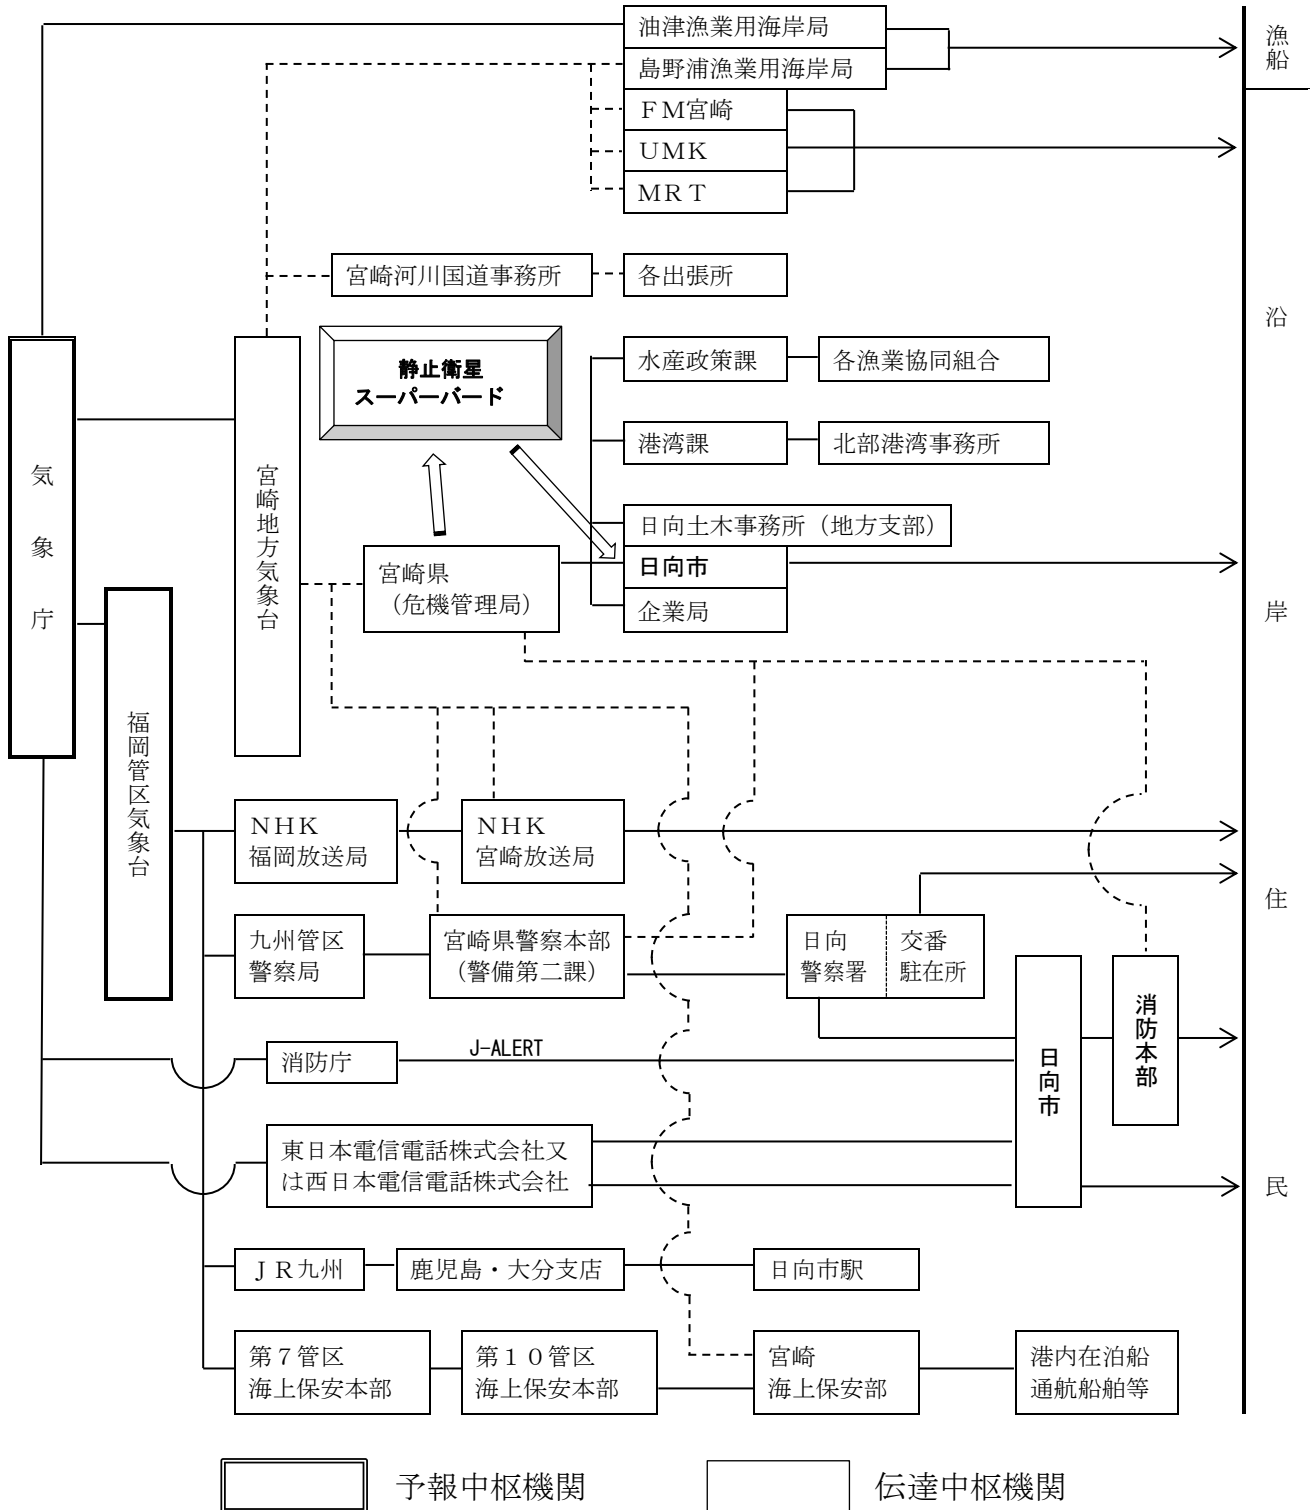 油津漁業用海岸局
島野浦漁業用海岸局
ＦＭ宮崎
ＵＭＫ
ＭＲＴ
漁船
宮崎河川国道事務所
各出張所
静止衛星
スーパーバード
水産政策課
各漁業協同組合
港湾課
北部港湾事務所
日向土木事務所（地方支部）
日向市
企業局
宮崎県
（危機管理局）
気象庁
宮崎地方気象台
福岡管区気象台
沿岸住民
ＮＨＫ
福岡放送局
ＮＨＫ
宮崎放送局
九州管区
警察局
宮崎県警察本部
（警備第二課）
日向
警察署
交番
駐在所
日向市
消防本部
消防庁
J-ALERT
東日本電信電話株式会社又
は西日本電信電話株式会社
ＪＲ九州
鹿児島・大分支店
日向市駅
第７管区
海上保安本部
第１０管区
海上保安本部
宮崎
海上保安部
港内在泊船
通航船舶等
予報中枢機関
伝達中枢機関